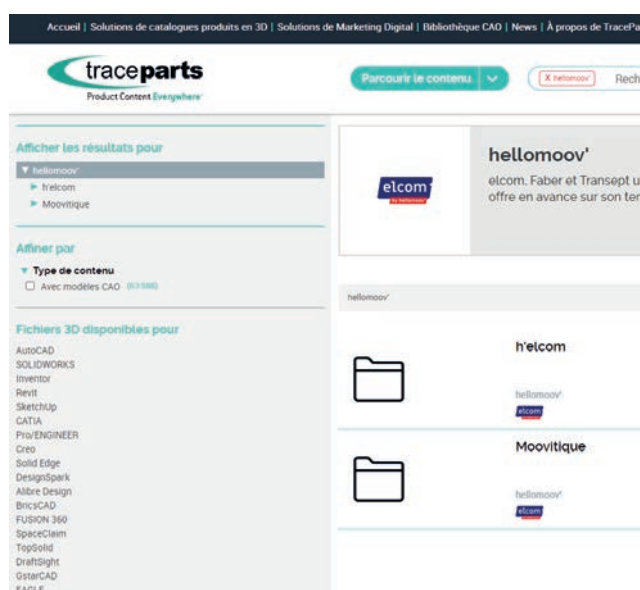 Accueil | Solutions de catalogues produits en 3D | Solutions de Marketing Digital | Bibliothèque CAO | News | À propos de TracePa
traceparts
Product Content Everywhere
Parcourir le contenu
X hellomoov'
Rech
Afficher les résultats pour
hellomoov'
h'elcom
Moovitique
Affiner par
Type de contenu
Avec modèles CAO
Fichiers 3D disponibles pour
AutoCAD
SOLIDWORKS
Inventor
Revit
SketchUp
CATIA
Pro/ENGINEER
Creo
Solid Edge
DesignSpark
Alibre Design
BricsCAD
FUSION 360
SpaceClaim
TopSolid
DraftSight
GstarCAD
EAGLE
elcom
by hellomoov'
hellomoov'
elcom, Faber et Transept u
offre en avance sur son ter
hellomoov'
h'elcom
hellomoov'
elcom
Moovitique
hellomoov'
elcom